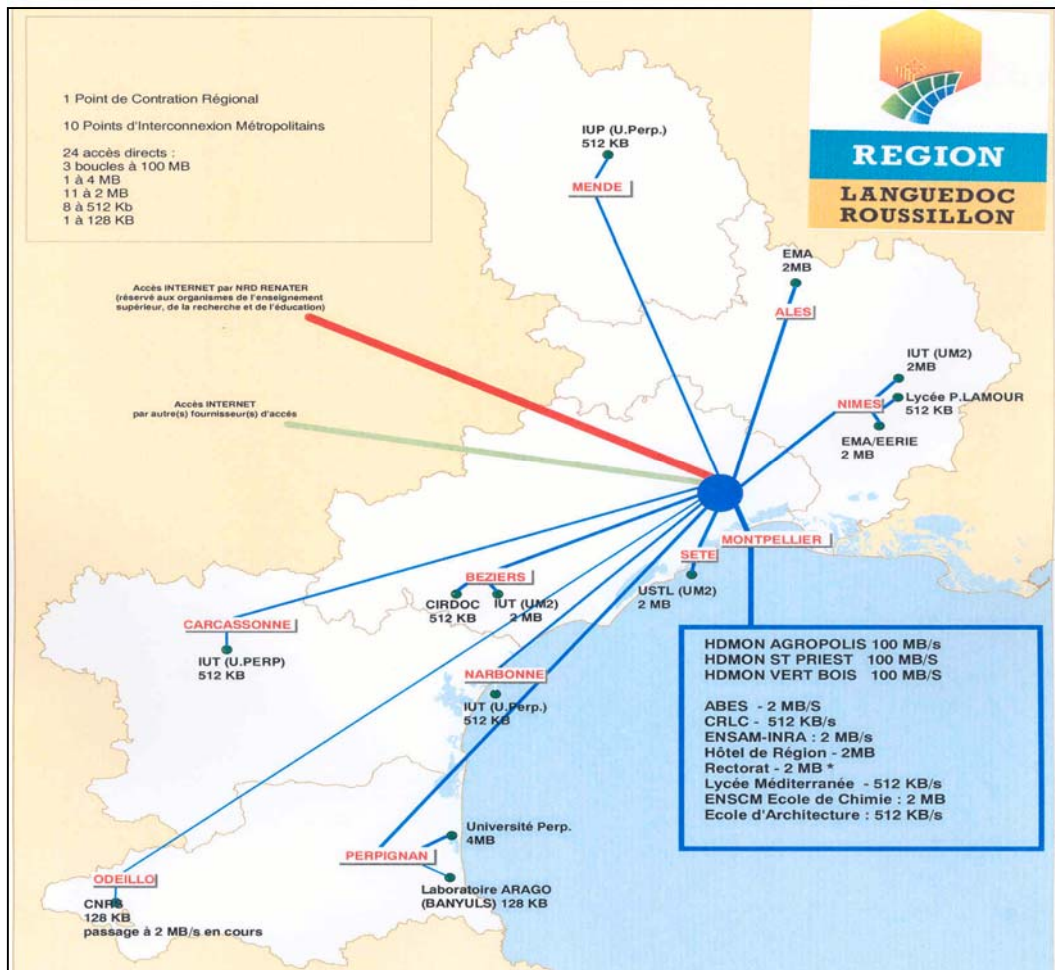 1 Point de Contration Régional
10 Points d'Interconnexion Métropolitains
24 accès directs :
3 boucles à 100 MB
1 à 4 MB
11 à 2 MB
8 à 512 Kb
1 à 128 KB
REGION
LANGUEDOC
ROUSSILLON
IUP (U.Perp.)
512 KB
MENDE
EMA
2MB
ALES
Accès INTERNET par NRD RENATER
(réservé aux organismes de l'enseignement
supérieur, de la recherche et de l'éducation)
IUT (UM2)
2MB
Lycée P.LAMOUR
512 KB
NIMES
EMA/EERIE
2 MB
Accès INTERNET
par autre(s) fournisseur(s) d'accés
MONTPELLIER
SETE
USTL (UM2)
2 MB
BEZIERS
CIRDOC
512 KB
IUT (UM2)
2 MB
CARCASSONNE
IUT (U.PERP)
512 KB
NARBONNE
IUT (U.Perp.)
512 KB
HDMON AGROPOLIS 100 MB/s
HDMON ST PRIEST 100 MB/S
HDMON VERT BOIS 100 MB/S
ABES - 2 MB/S
CRLC - 512 KB/s
ENSAM-INRA : 2 MB/s
Hôtel de Région - 2MB
Rectorat - 2 MB *
Lycée Méditerranée - 512 KB/s
ENSCM Ecole de Chimie : 2 MB
Ecole d'Architecture : 512 KB/s
Université Perp.
4MB
PERPIGNAN
Laboratoire ARAGO
(BANYULS) 128 KB
ODEILLO
CNRS
128 KB
passage à 2 MB/s en cours